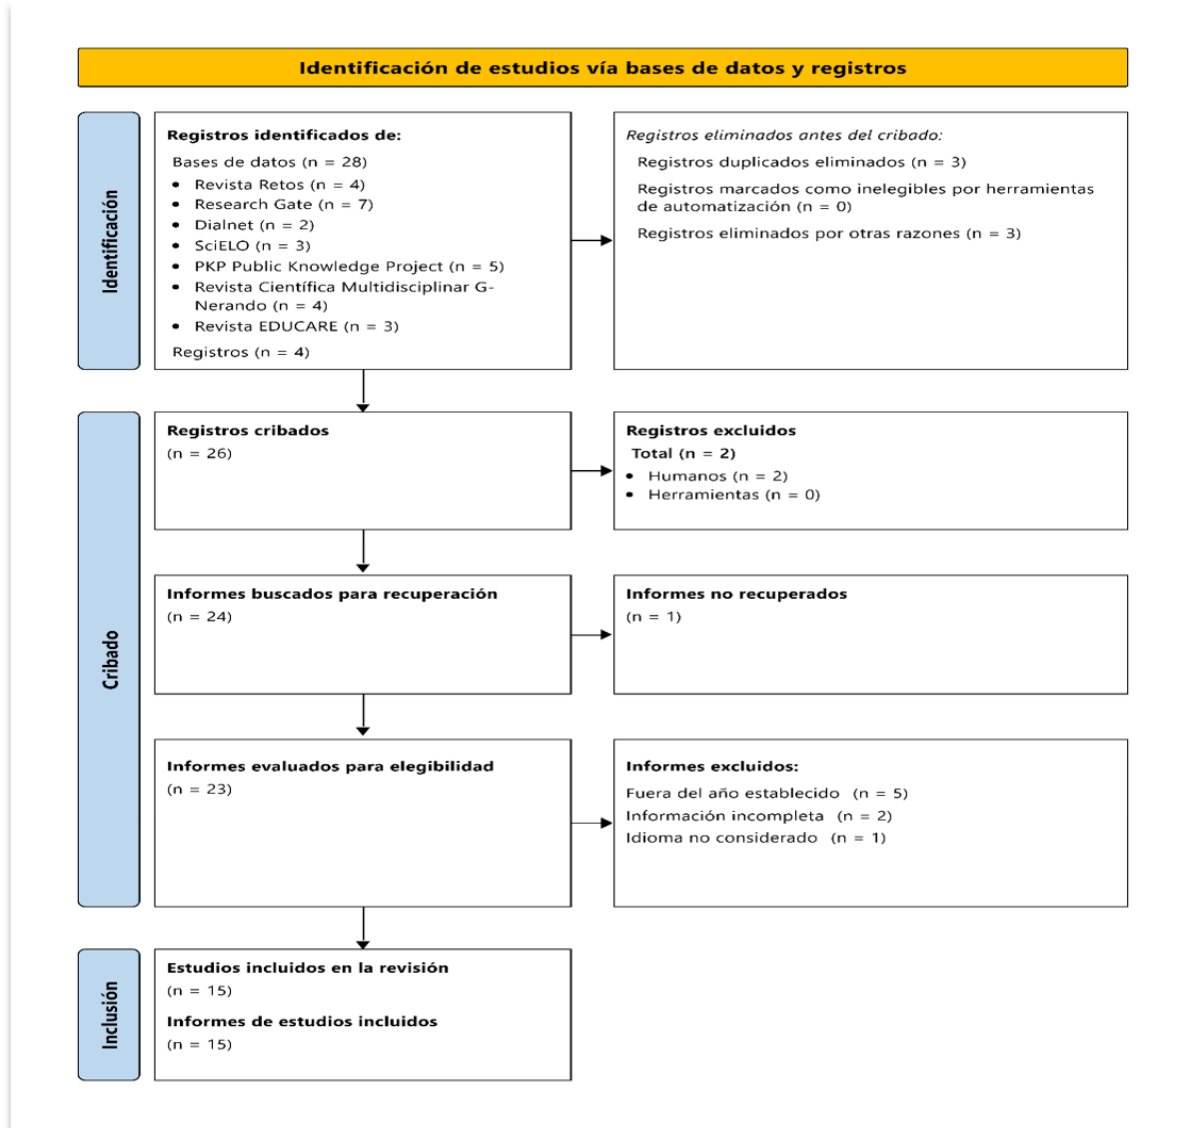 Identificación de estudios vía bases de datos y registros
Identificación
Registros identificados de:
Bases de datos (n = 28)
• Revista Retos (n = 4)
• Research Gate (n = 7)
• Dialnet (n = 2)
• SciELO (n = 3)
• PKP Public Knowledge Project (n = 5)
• Revista Científica Multidisciplinar G-
Nerando (n = 4)
• Revista EDUCARE (n = 3)
Registros (n = 4)
Registros eliminados antes del cribado:
Registros duplicados eliminados (n = 3)
Registros marcados como inelegibles por herramientas
de automatización (n = 0)
Registros eliminados por otras razones (n = 3)
Cribado
Registros cribados
(n = 26)
Registros excluidos
Total (n = 2)
• Humanos (n = 2)
• Herramientas (n = 0)
Informes buscados para recuperación
(n = 24)
Informes no recuperados
(n = 1)
Informes evaluados para elegibilidad
(n = 23)
Informes excluidos:
Fuera del año establecido (n = 5)
Información incompleta (n = 2)
Idioma no considerado (n = 1)
Inclusión
Estudios incluidos en la revisión
(n = 15)
Informes de estudios incluidos
(n = 15)